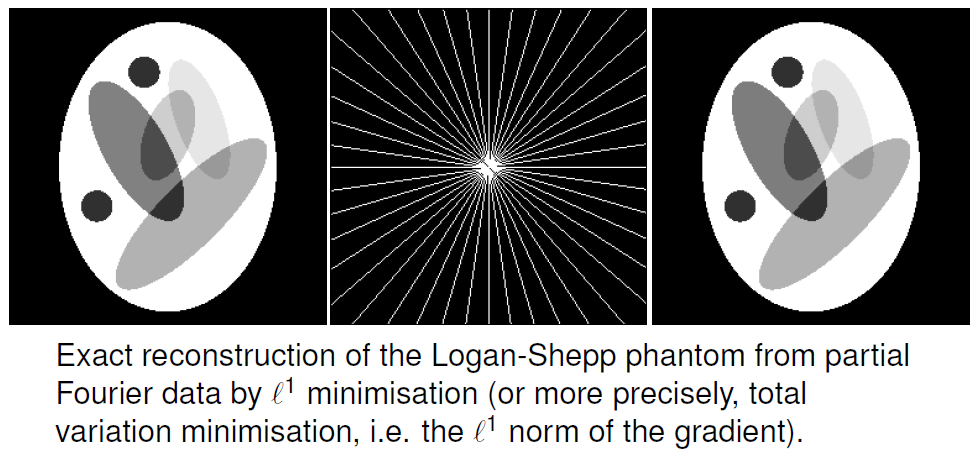 Exact reconstruction of the Logan-Shepp phantom from partial
Fourier data by ℓ¹ minimisation (or more precisely, total
variation minimisation, i.e. the ℓ¹ norm of the gradient).